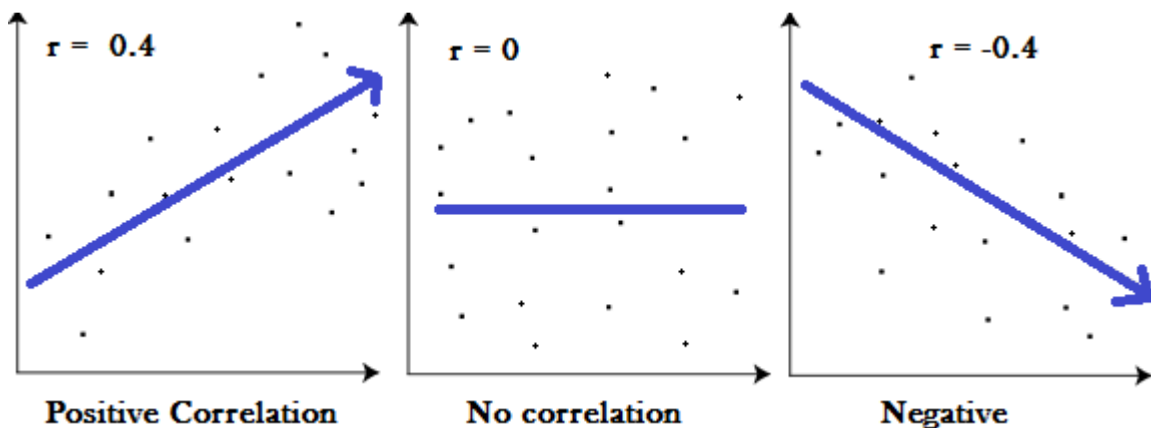 r = 0.4
Positive Correlation
r = 0
No correlation
r = -0.4
Negative